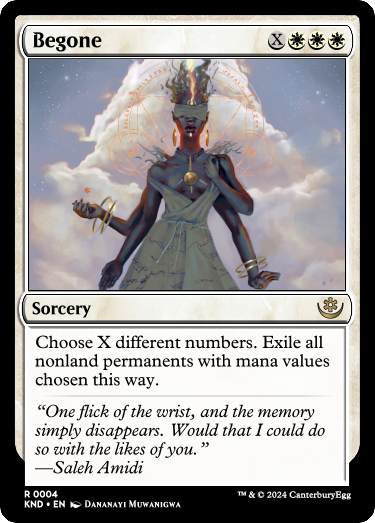 Begone X
Sorcery
Choose X different numbers. Exile all
nonland permanents with mana values
chosen this way.
“One flick of the wrist, and the memory
simply disappears. Would that I could do
so with the likes of you.”
—Saleh Amidi
R 0004
KND • EN Dananayi Muwanigwa ™ & © 2024 CanterburyEgg